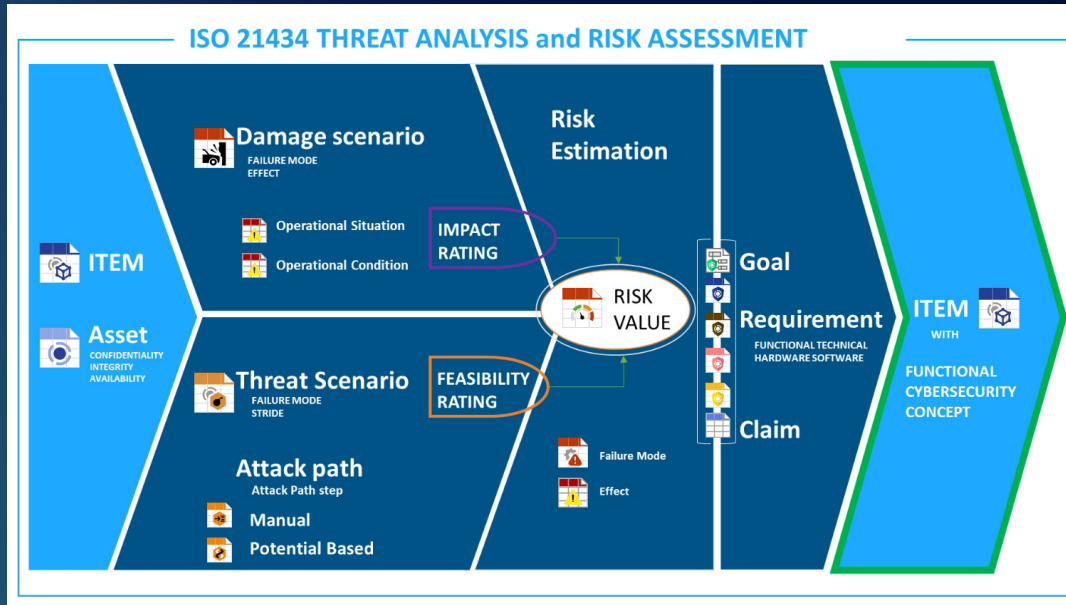 ISO 21434 THREAT ANALYSIS and RISK ASSESSMENT
ITEM
Asset
CONFIDENTIALITY
INTEGRITY
AVAILABILITY
Damage scenario
FAILURE MODE
EFFECT
Operational Situation
Operational Condition
IMPACT
RATING
Threat Scenario
FAILURE MODE
STRIDE
FEASIBILITY
RATING
Attack path
Attack Path step
Manual
Potential Based
Risk
Estimation
RISK
VALUE
Failure Mode
Effect
Goal
Requirement
FUNCTIONAL TECHNICAL
HARDWARE SOFTWARE
Claim
ITEM
WITH
FUNCTIONAL
CYBERSECURITY
CONCEPT